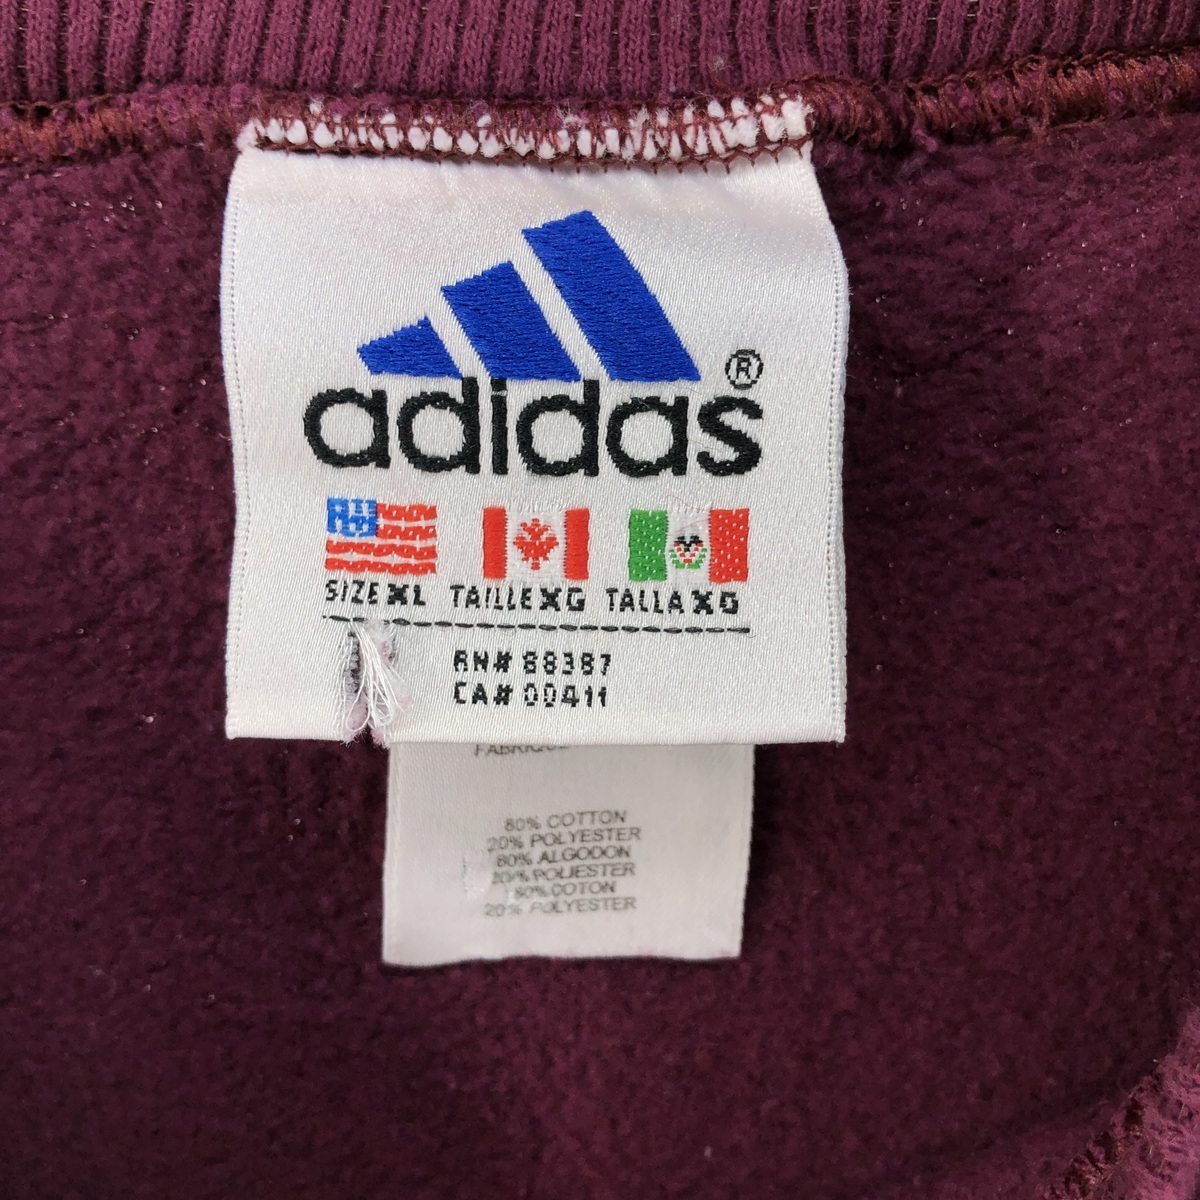 adidas®
SIZE XL TAILLE XG TALLA XG
RN# 88387
CA# 00411
80% COTTON
20% POLYESTER
80% ALGODON
20% POLIESTER
80% COTON
20% POLYESTER